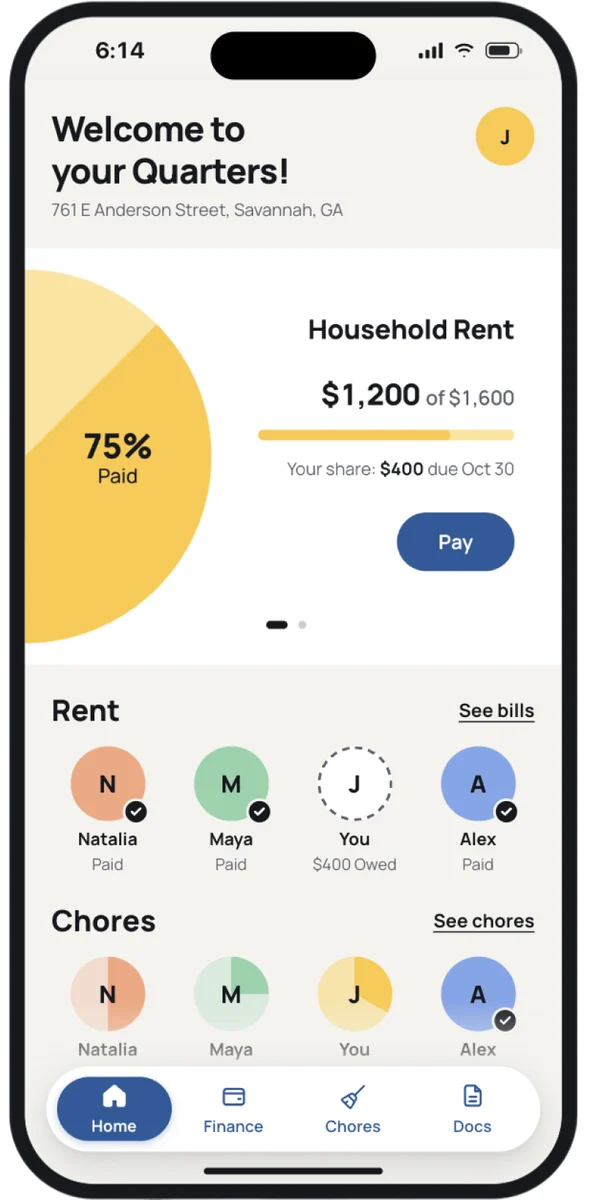 6:14
Welcome to
your Quarters!
J
761 E Anderson Street, Savannah, GA
Household Rent
$1,200 of $1,600
75%
Paid
Your share: $400 due Oct 30
Pay
Rent
See bills
N
M
J
A
Natalia
Maya
You
Alex
Paid
Paid
$400 Owed
Paid
Chores
See chores
N
M
J
A
Natalia
Maya
You
Alex
Home
Finance
Chores
Docs